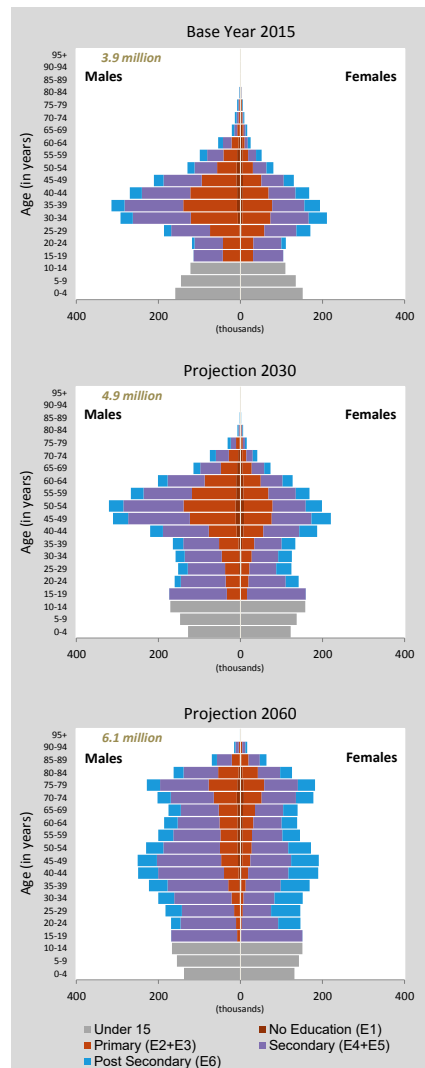 Base Year 2015
3.9 million
Males
Females
Age (in years)
95+
90-94
85-89
80-84
75-79
70-74
65-69
60-64
55-59
50-54
45-49
40-44
35-39
30-34
25-29
20-24
15-19
10-14
5-9
0-4
400 200 0 200 400
(thousands)
Projection 2030
4.9 million
Males
Females
Age (in years)
95+
90-94
85-89
80-84
75-79
70-74
65-69
60-64
55-59
50-54
45-49
40-44
35-39
30-34
25-29
20-24
15-19
10-14
5-9
0-4
400 200 0 200 400
(thousands)
Projection 2060
6.1 million
Males
Females
Age (in years)
95+
90-94
85-89
80-84
75-79
70-74
65-69
60-64
55-59
50-54
45-49
40-44
35-39
30-34
25-29
20-24
15-19
10-14
5-9
0-4
400 200 0 200 400
(thousands)
Under 15 No Education (E1)
Primary (E2+E3) Secondary (E4+E5)
Post Secondary (E6)